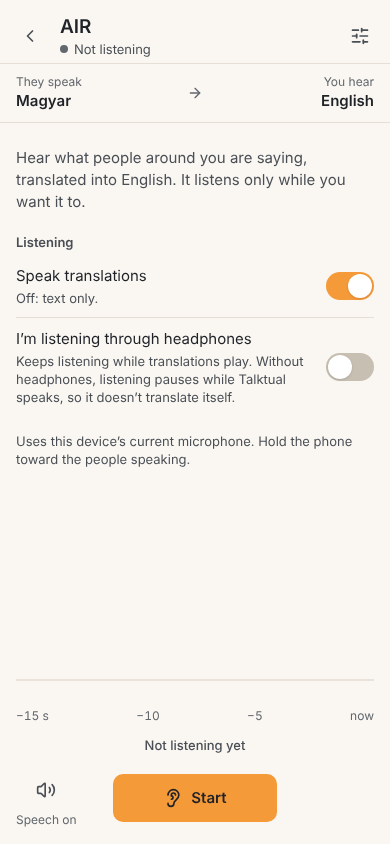 AIR
Not listening
They speak
You hear
Magyar
English
Hear what people around you are saying,
translated into English. It listens only while you
want it to.
Listening
Speak translations
Off: text only.
I’m listening through headphones
Keeps listening while translations play. Without
headphones, listening pauses while Talktual
speaks, so it doesn’t translate itself.
Uses this device’s current microphone. Hold the phone
toward the people speaking.
−15 s
−10
−5
now
Not listening yet
Start
Speech on